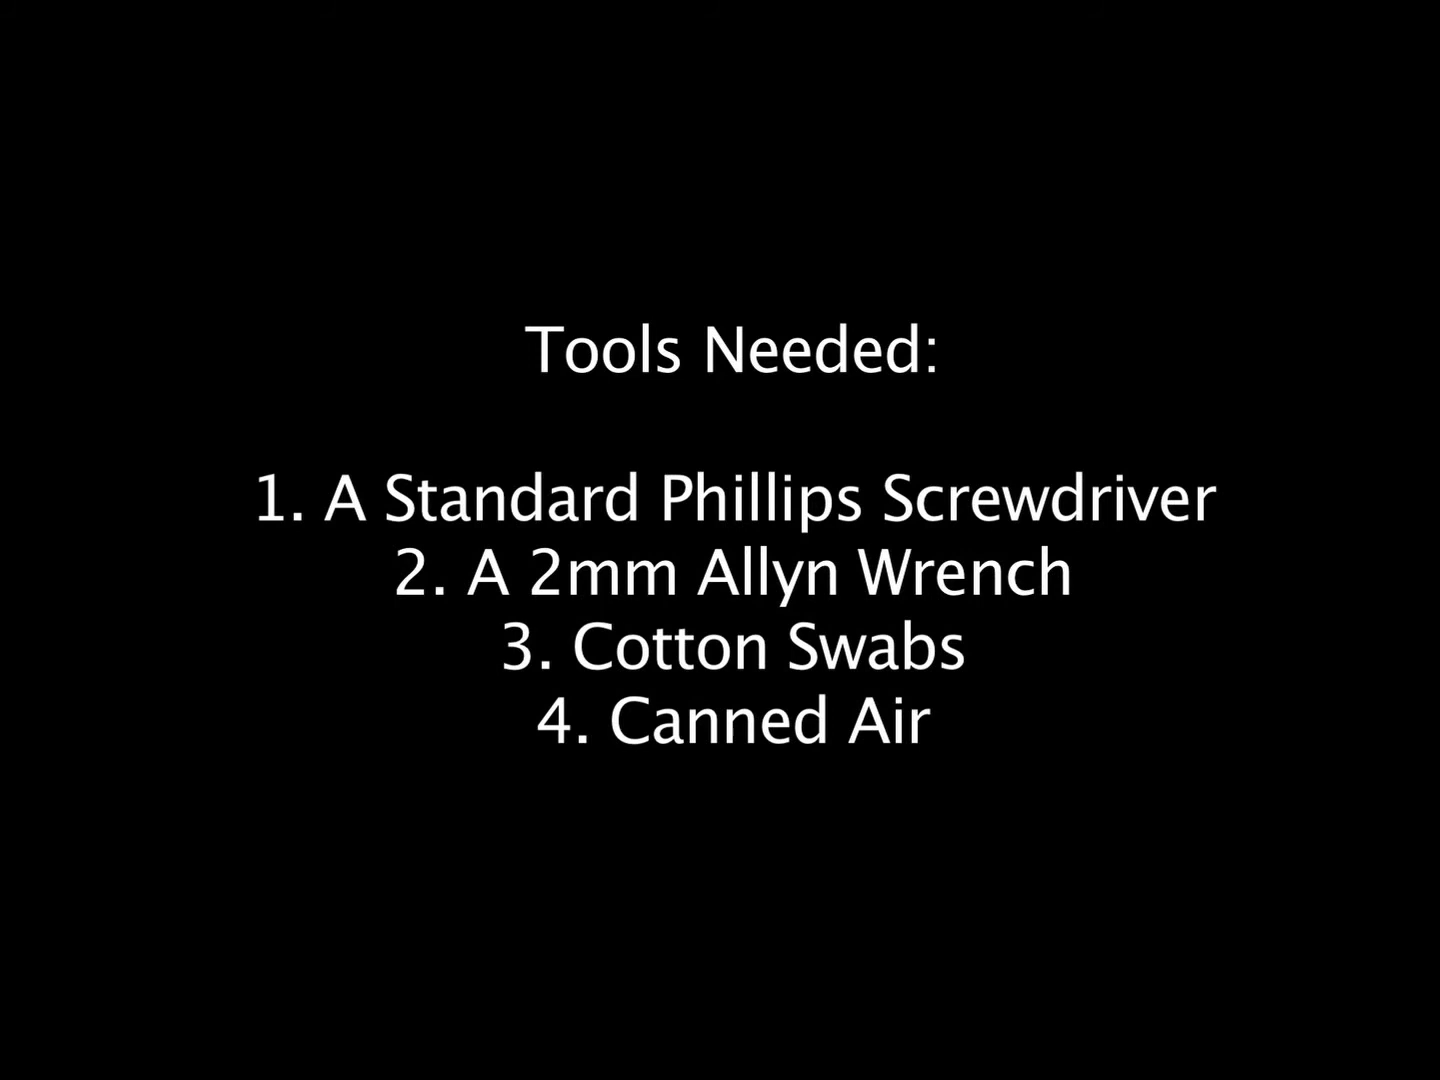 Tools Needed:
1. A Standard Phillips Screwdriver
2. A 2mm Allyn Wrench
3. Cotton Swabs
4. Canned Air